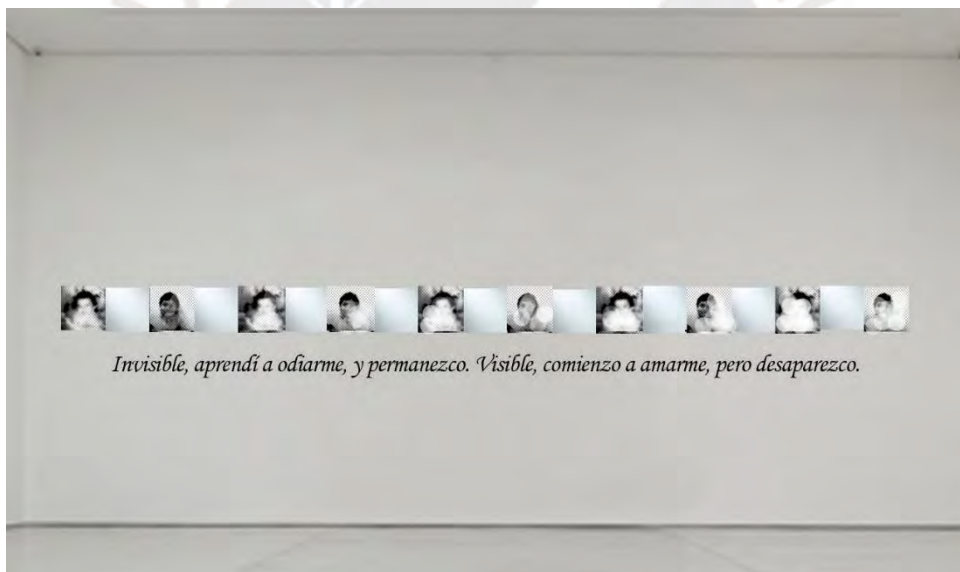 Invisible, aprendí a odiarme, y permanezco. Visible, comienzo a amarme, pero desaparezco.